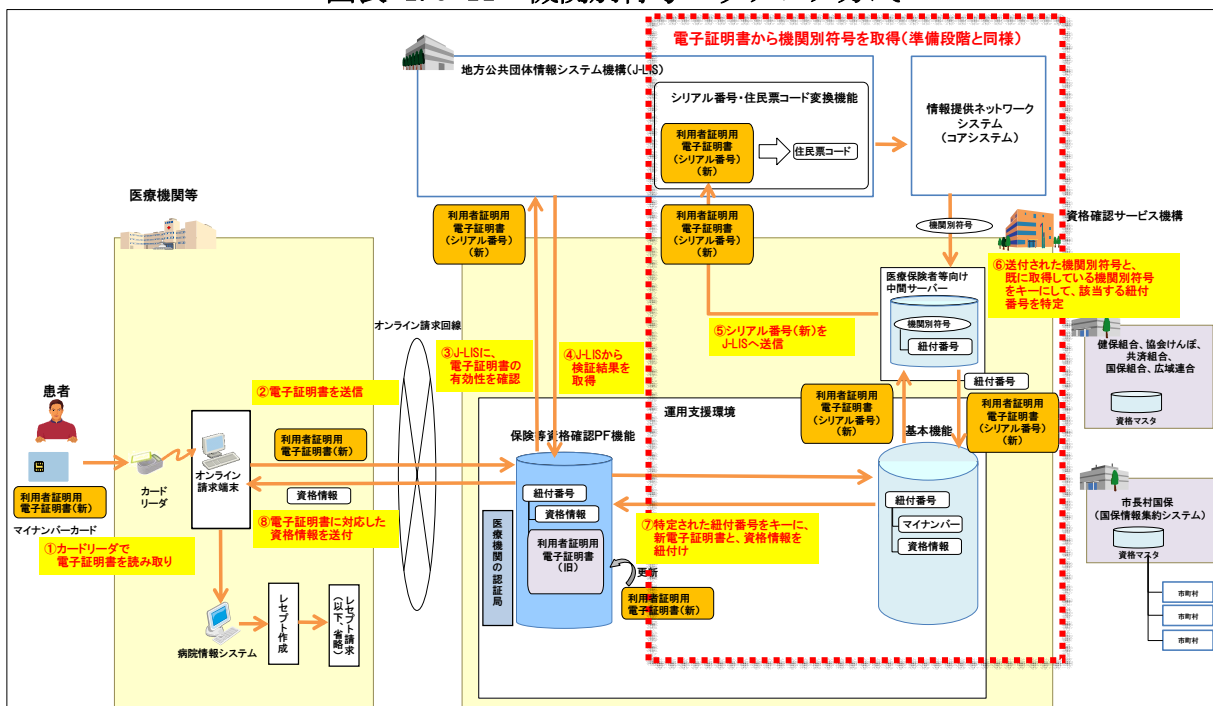 電子証明書から機関別符号を取得(準備段階と同様)
地方公共団体情報システム機構(J-LIS)
シリアル番号・住民票コード変換機能
利用者証明用
電子証明書
(シリアル番号)
(新)
住民票コード
情報提供ネットワーク
システム
(コアシステム)
医療機関等
利用者証明用
電子証明書
(シリアル番号)
(新)
利用者証明用
電子証明書
(シリアル番号)
(新)
機関別符号
資格確認サービス機構
医療保険者等向け
中間サーバー
機関別符号
紐付番号
⑥送付された機関別符号と、
既に取得している機関別符号
をキーにして、該当する紐付
番号を特定
オンライン請求回線
③J-LISに、
電子証明書の
有効性を確認
④J-LISから
検証結果を
取得
⑤シリアル番号(新)を
J-LISへ送信
健保組合、協会けんぽ、
共済組合、
国保組合、広域連合
資格マスタ
患者
②電子証明書を送信
紐付番号
利用者証明用
電子証明書
(シリアル番号)
(新)
利用者証明用
電子証明書
(シリアル番号)
(新)
運用支援環境
保険等資格確認PF機能
基本機能
利用者証明用
電子証明書(新)
カード
リーダ
オンライン
請求端末
資格情報
利用者証明用
電子証明書(新)
マイナンバーカード
①カードリーダで
電子証明書を読み取り
⑧電子証明書に対応した
資格情報を送付
医療機関の認証局
紐付番号
資格情報
利用者証明用
電子証明書
(旧)
更新
利用者証明用
電子証明書(新)
⑦特定された紐付番号をキーに、
新電子証明書と、資格情報を
紐付け
紐付番号
マイナンバー
資格情報
市長村国保
(国保情報集約システム)
資格マスタ
市町村
市町村
市町村
病院情報システム
レセプト作成
レセプト請求
(以下、省略)